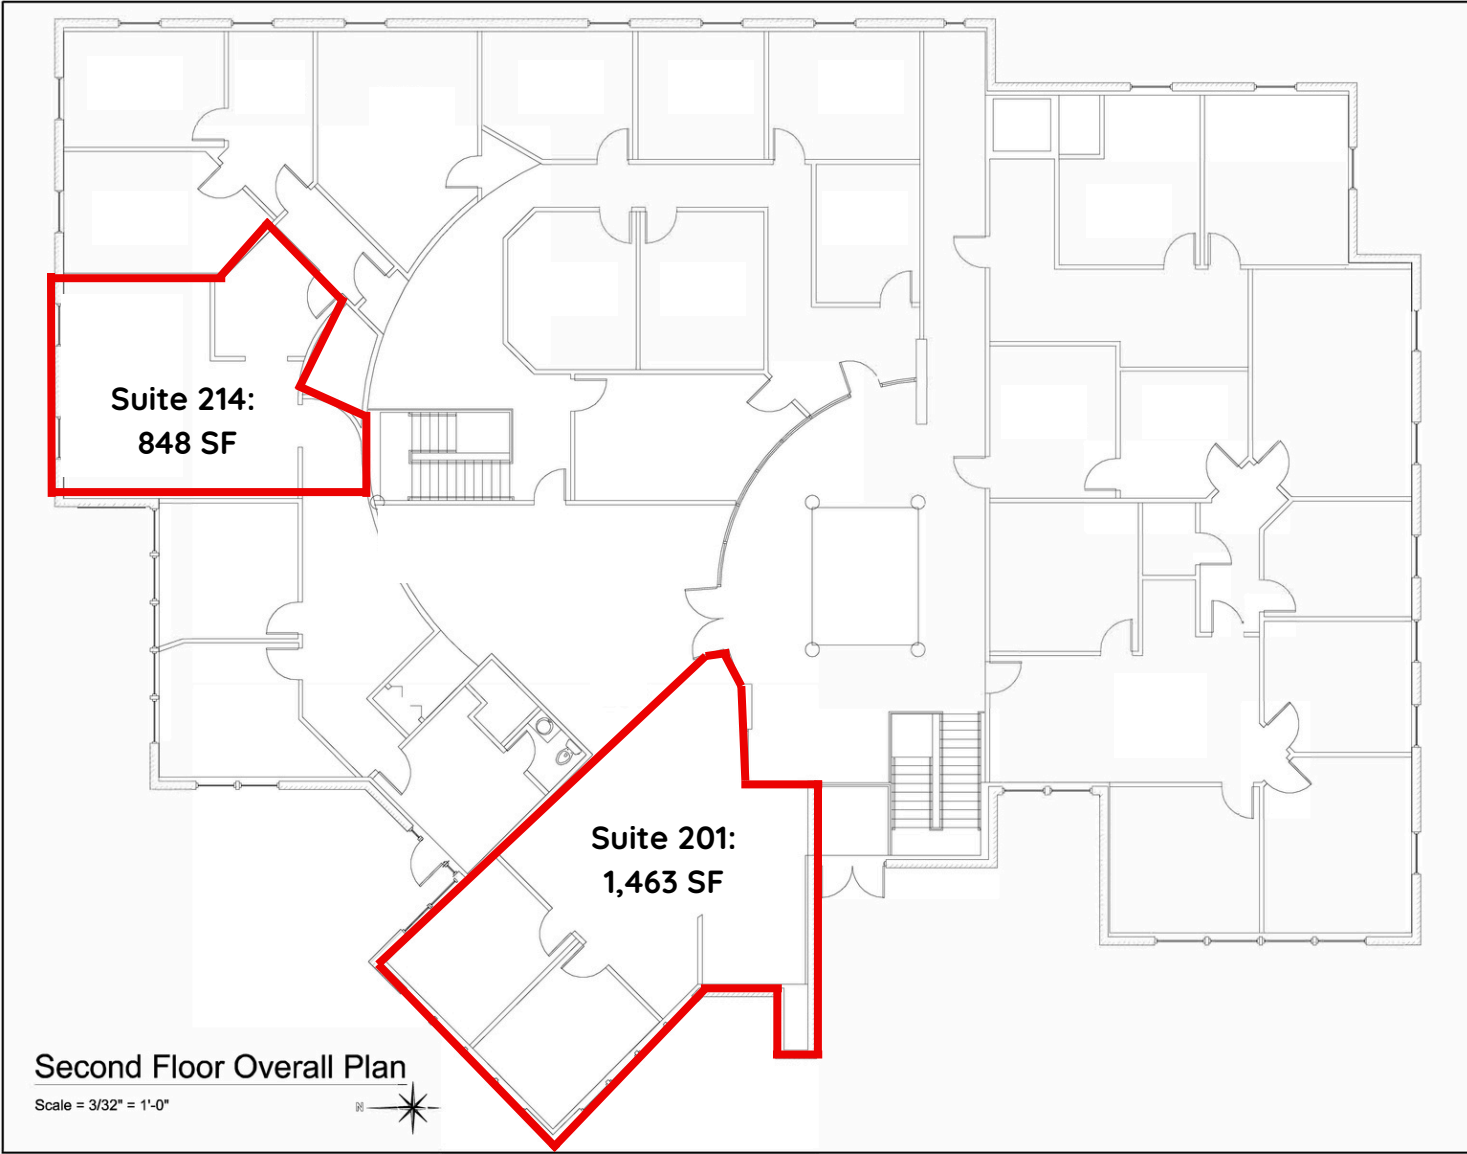 Suite 214:
848 SF
Suite 201:
1,463 SF
Second Floor Overall Plan
Scale = 3/32" = 1'-0"
N